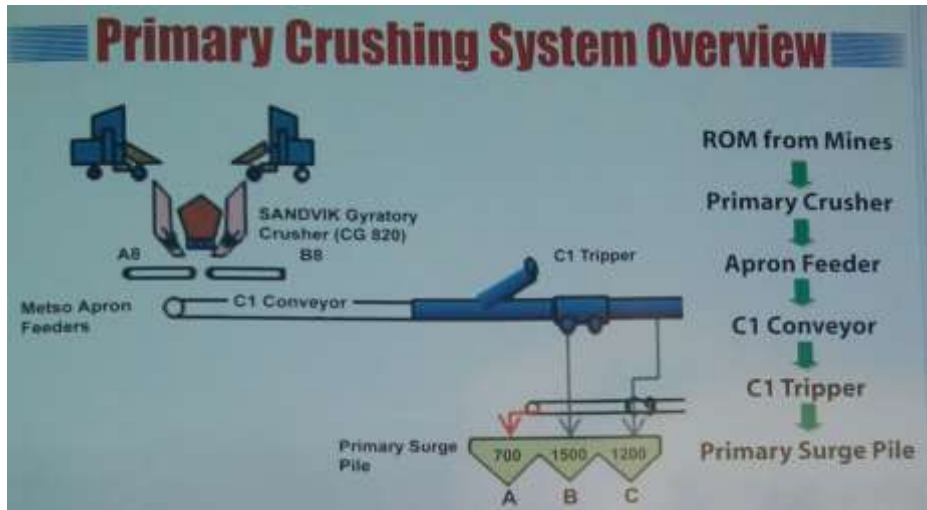 Primary Crushing System Overview
SANDVIK Gyratory
Crusher (CG 820)
A8
B8
Metso Apron
Feeders
C1 Conveyor
C1 Tripper
Primary Surge
Pile
700
1500
1200
A
B
C
ROM from Mines
Primary Crusher
Apron Feeder
C1 Conveyor
C1 Tripper
Primary Surge Pile